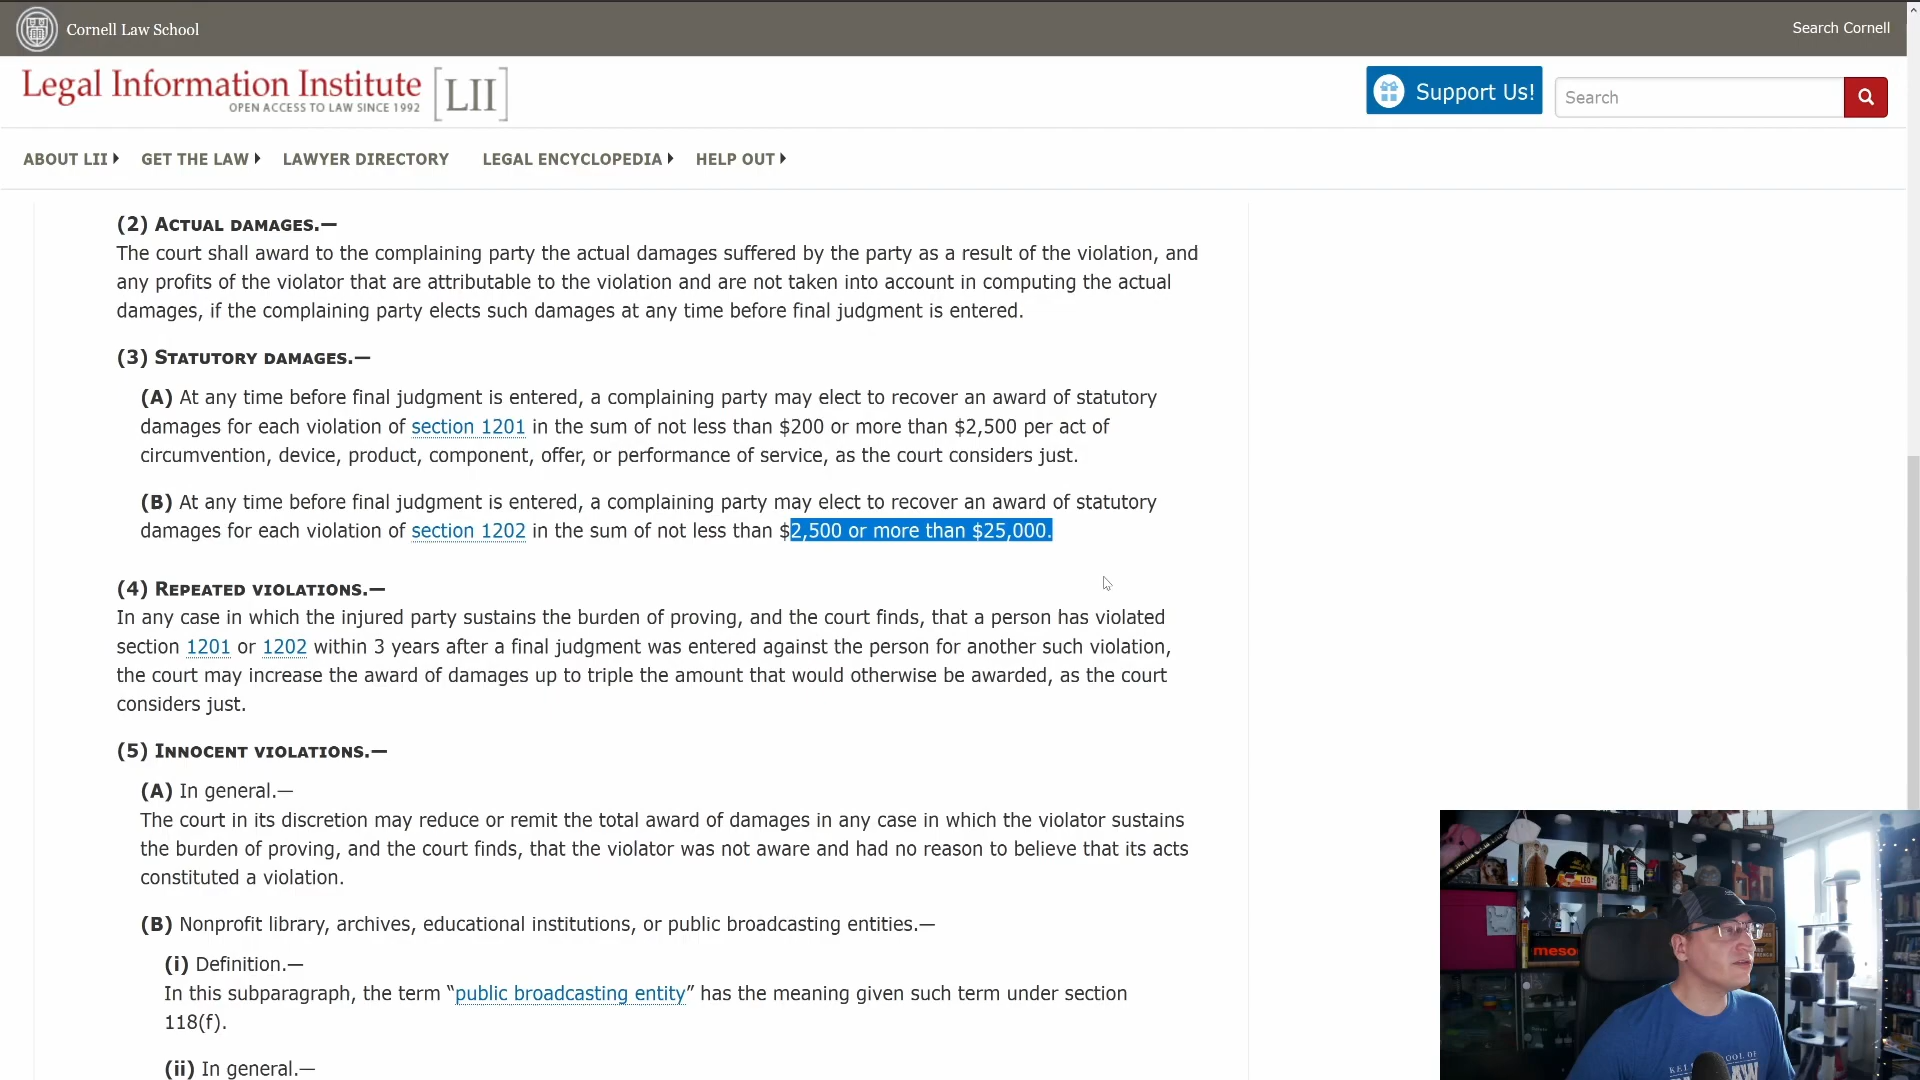 Cornell Law School
Search Cornell
Legal Information Institute [LII]
OPEN ACCESS TO LAW SINCE 1992
Support Us!
Search
ABOUT LII
GET THE LAW
LAWYER DIRECTORY
LEGAL ENCYCLOPEDIA
HELP OUT
(2) ACTUAL DAMAGES.—
The court shall award to the complaining party the actual damages suffered by the party as a result of the violation, and
any profits of the violator that are attributable to the violation and are not taken into account in computing the actual
damages, if the complaining party elects such damages at any time before final judgment is entered.
(3) STATUTORY DAMAGES.—
(A) At any time before final judgment is entered, a complaining party may elect to recover an award of statutory
damages for each violation of section 1201 in the sum of not less than $200 or more than $2,500 per act of
circumvention, device, product, component, offer, or performance of service, as the court considers just.
(B) At any time before final judgment is entered, a complaining party may elect to recover an award of statutory
damages for each violation of section 1202 in the sum of not less than $2,500 or more than $25,000.
(4) REPEATED VIOLATIONS.—
In any case in which the injured party sustains the burden of proving, and the court finds, that a person has violated
section 1201 or 1202 within 3 years after a final judgment was entered against the person for another such violation,
the court may increase the award of damages up to triple the amount that would otherwise be awarded, as the court
considers just.
(5) INNOCENT VIOLATIONS.—
(A) In general.—
The court in its discretion may reduce or remit the total award of damages in any case in which the violator sustains
the burden of proving, and the court finds, that the violator was not aware and had no reason to believe that its acts
constituted a violation.
(B) Nonprofit library, archives, educational institutions, or public broadcasting entities.—
(i) Definition.—
In this subparagraph, the term “public broadcasting entity” has the meaning given such term under section
118(f).
(ii) In general.—
meso